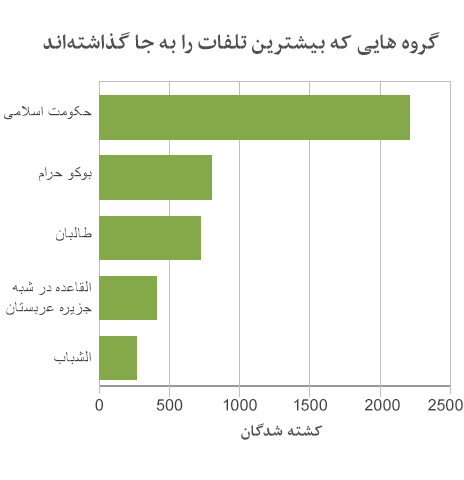 گروه هایی که بیشترین تلفات را به جا گذاشته‌اند
حکومت اسلامی
بوکو حرام
طالبان
القاعده در شبه
جزیره عربستان
الشباب
0 500 1000 1500 2000 2500
کشته شدگان